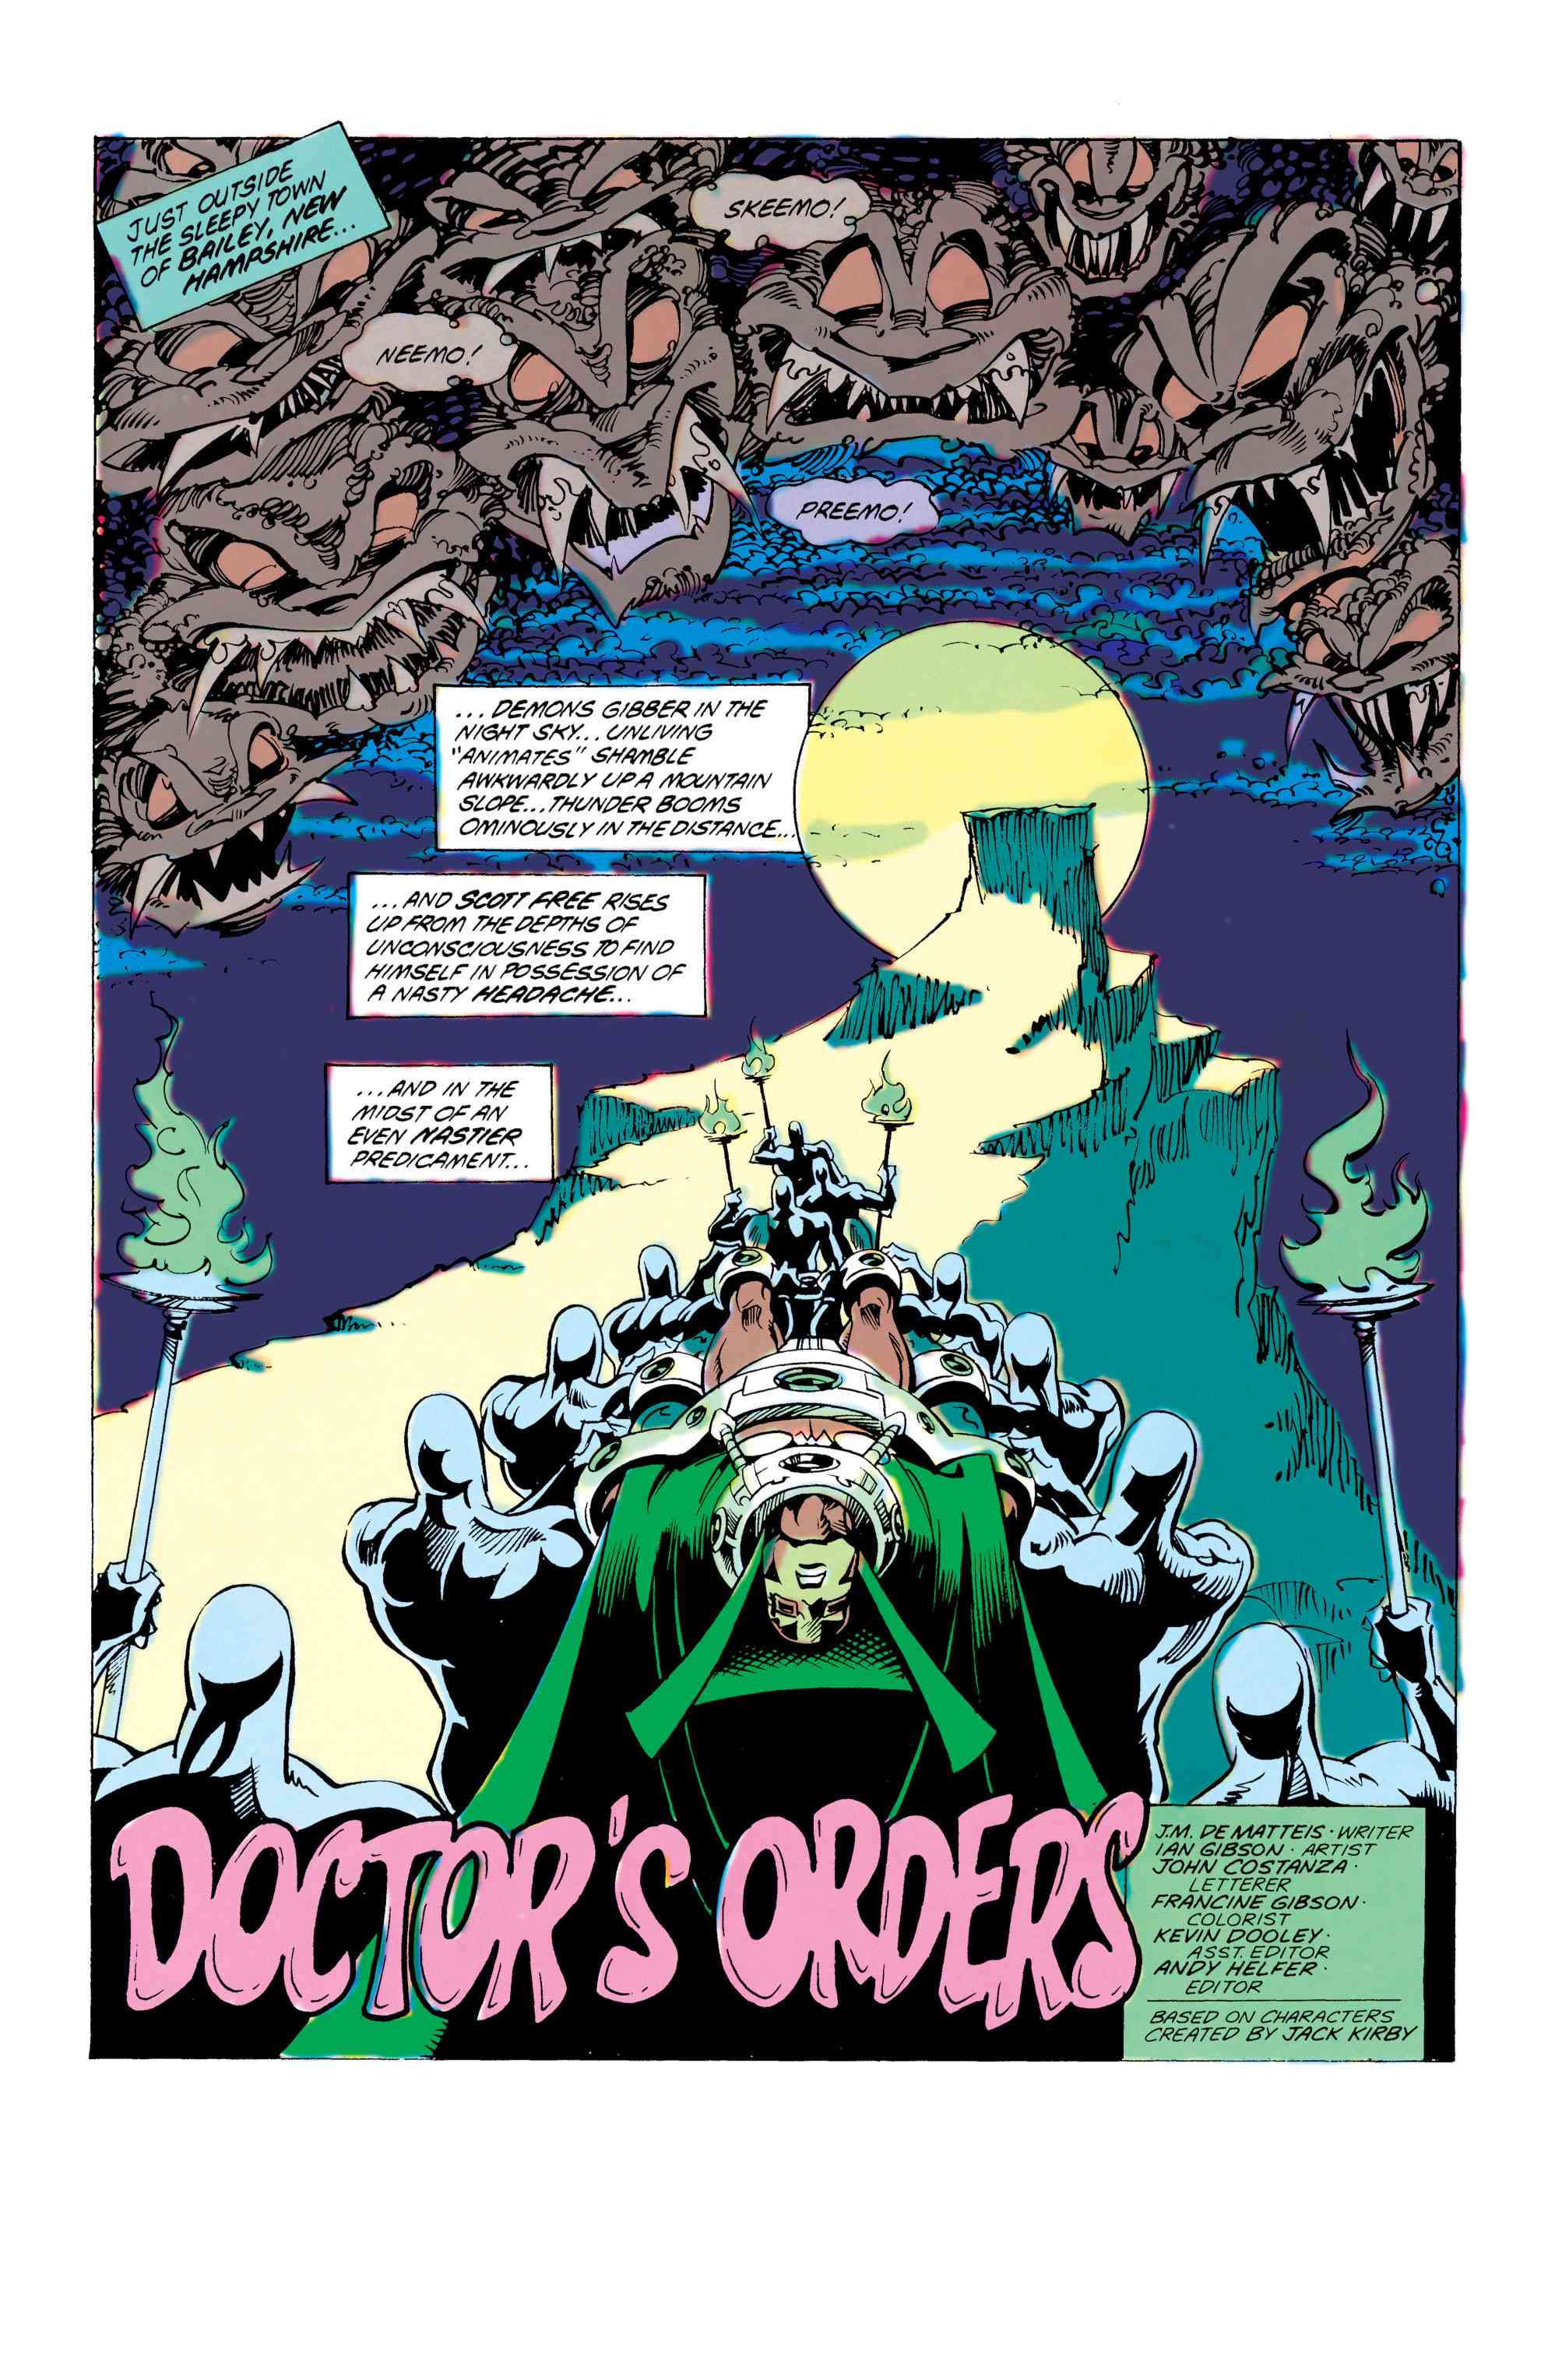 JUST OUTSIDE
THE SLEEPY TOWN
OF BAILEY, NEW
HAMPSHIRE...
SKEEMO!
NEEMO!
PREEMO!
...DEMONS GIBBER IN THE
NIGHT SKY... UNLIVING
"ANIMATES" SHAMBLE
AWKWARDLY UP A MOUNTAIN
SLOPE...THUNDER BOOMS
OMINOUSLY IN THE DISTANCE...
...AND SCOTT FREE RISES
UP FROM THE DEPTHS OF
UNCONSCIOUSNESS TO FIND
HIMSELF IN POSSESSION OF
A NASTY HEADACHE...
...AND IN THE
MIDST OF AN
EVEN NASTIER
PREDICAMENT...
DOCTOR'S ORDERS
J.M. DE MATTEIS · WRITER
IAN GIBSON · ARTIST
JOHN COSTANZA ·
LETTERER
FRANCINE GIBSON ·
COLORIST
KEVIN DOOLEY ·
ASST. EDITOR
ANDY HELFER ·
EDITOR
BASED ON CHARACTERS
CREATED BY JACK KIRBY